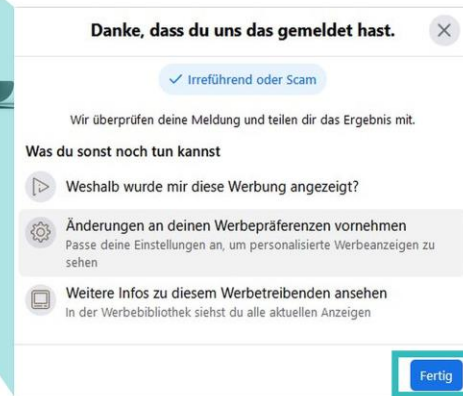 Danke, dass du uns das gemeldet hast.
Irreführend oder Scam
Wir überprüfen deine Meldung und teilen dir das Ergebnis mit.
Was du sonst noch tun kannst
Weshalb wurde mir diese Werbung angezeigt?
Änderungen an deinen Werbepräferenzen vornehmen
Passe deine Einstellungen an, um personalisierte Werbeanzeigen zu
sehen
Weitere Infos zu diesem Werbetreibenden ansehen
In der Werbebibliothek siehst du alle aktuellen Anzeigen
Fertig